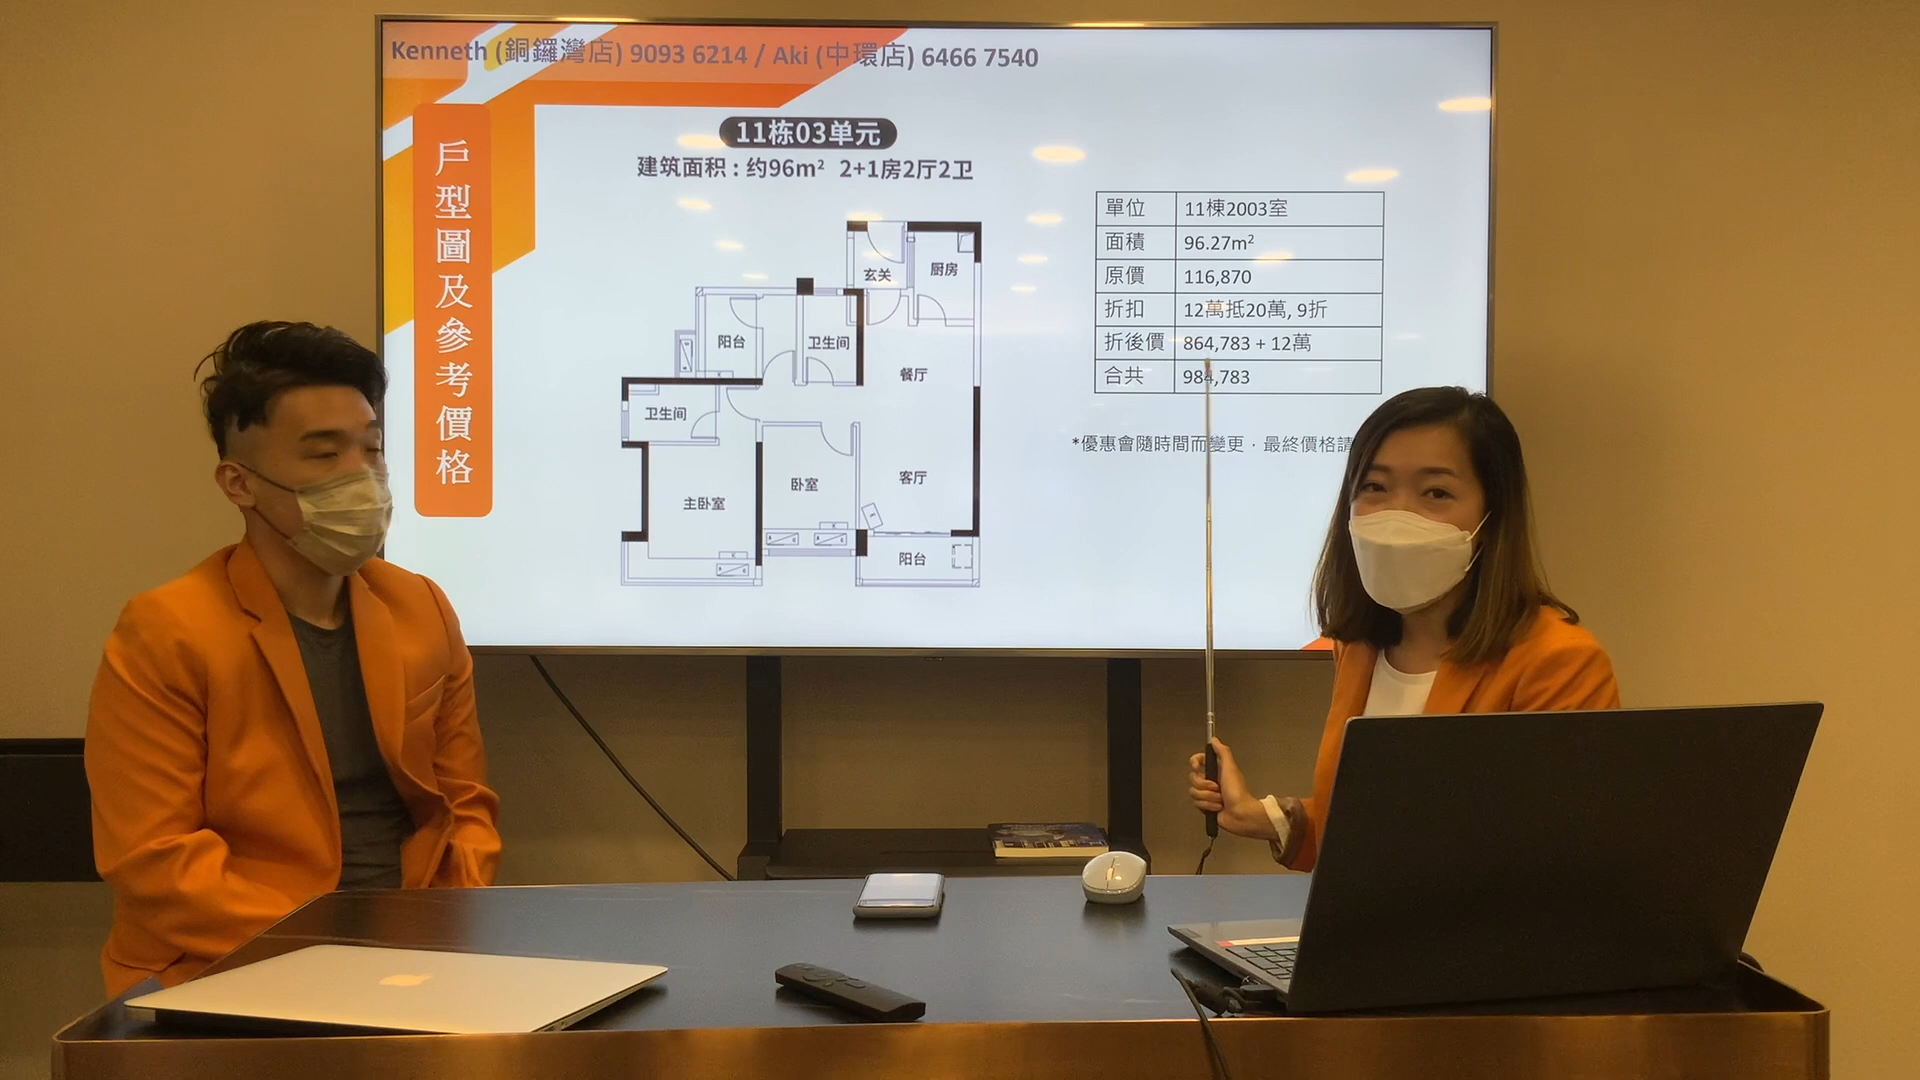 Kenneth (銅鑼灣店) 9093 6214 / Aki (中環店) 6466 7540
戶型圖及參考價格
11栋03单元
建筑面积：约96m² 2+1房2厅2卫
玄关
厨房
阳台
卫生间
餐厅
卫生间
主卧室
卧室
客厅
阳台
單位 11棟2003室
面積 96.27m²
原價 116,870
折扣 12萬抵20萬, 9折
折後價 864,783 + 12萬
合共 984,783
*優惠會隨時間而變更．最終價格請